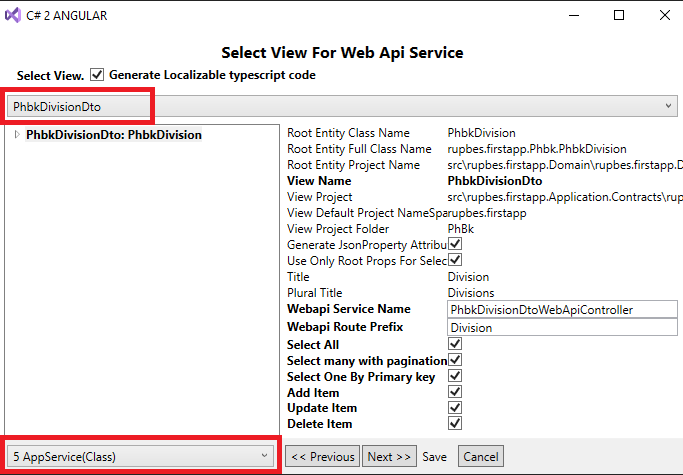 C# 2 ANGULAR
Select View For Web Api Service
Select View. Generate Localizable typescript code
PhbkDivisionDto
PhbkDivisionDto: PhbkDivision
Root Entity Class Name PhbkDivision
Root Entity Full Class Name rupbes.firstapp.Phbk.PhbkDivision
Root Entity Project Name src\rupbes.firstapp.Domain\rupbes.firstapp.D
View Name PhbkDivisionDto
View Project src\rupbes.firstapp.Application.Contracts\rup
View Default Project NameSpa rupbes.firstapp
View Project Folder PhBk
Generate JsonProperty Attribu
Use Only Root Props For Selec
Title Division
Plural Title Divisions
Webapi Service Name PhbkDivisionDtoWebApiController
Webapi Route Prefix Division
Select All
Select many with pagination
Select One By Primary key
Add Item
Update Item
Delete Item
5 AppService(Class) << Previous Next >> Save Cancel